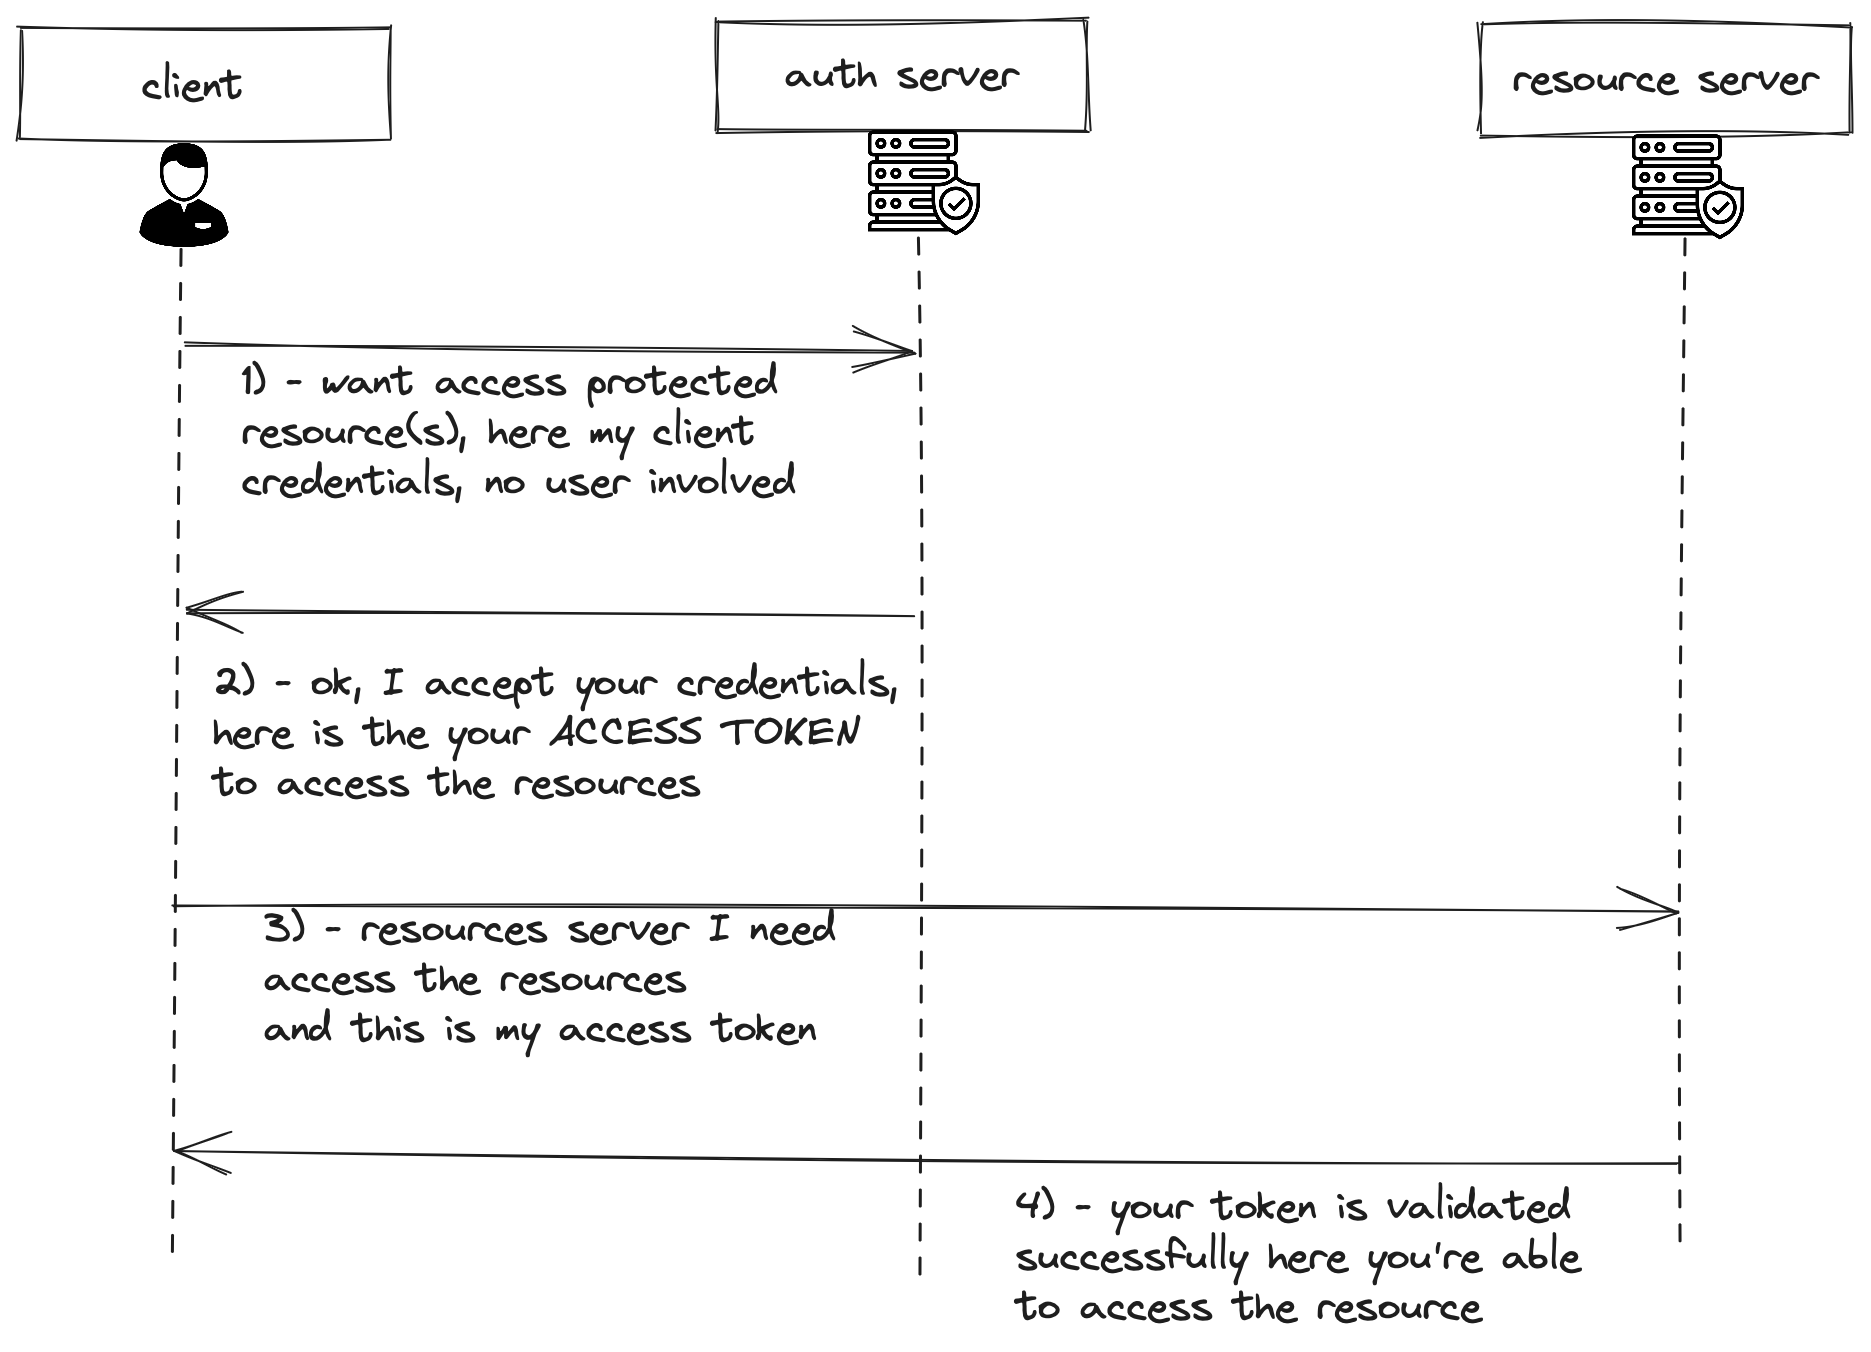 client
auth server
resource server
1) - want access protected
resource(s), here my client
credentials, no user involved
2) - ok, I accept your credentials,
here is the your ACCESS TOKEN
to access the resources
3) - resources server I need
access the resources
and this is my access token
4) - your token is validated
successfully here you're able
to access the resource